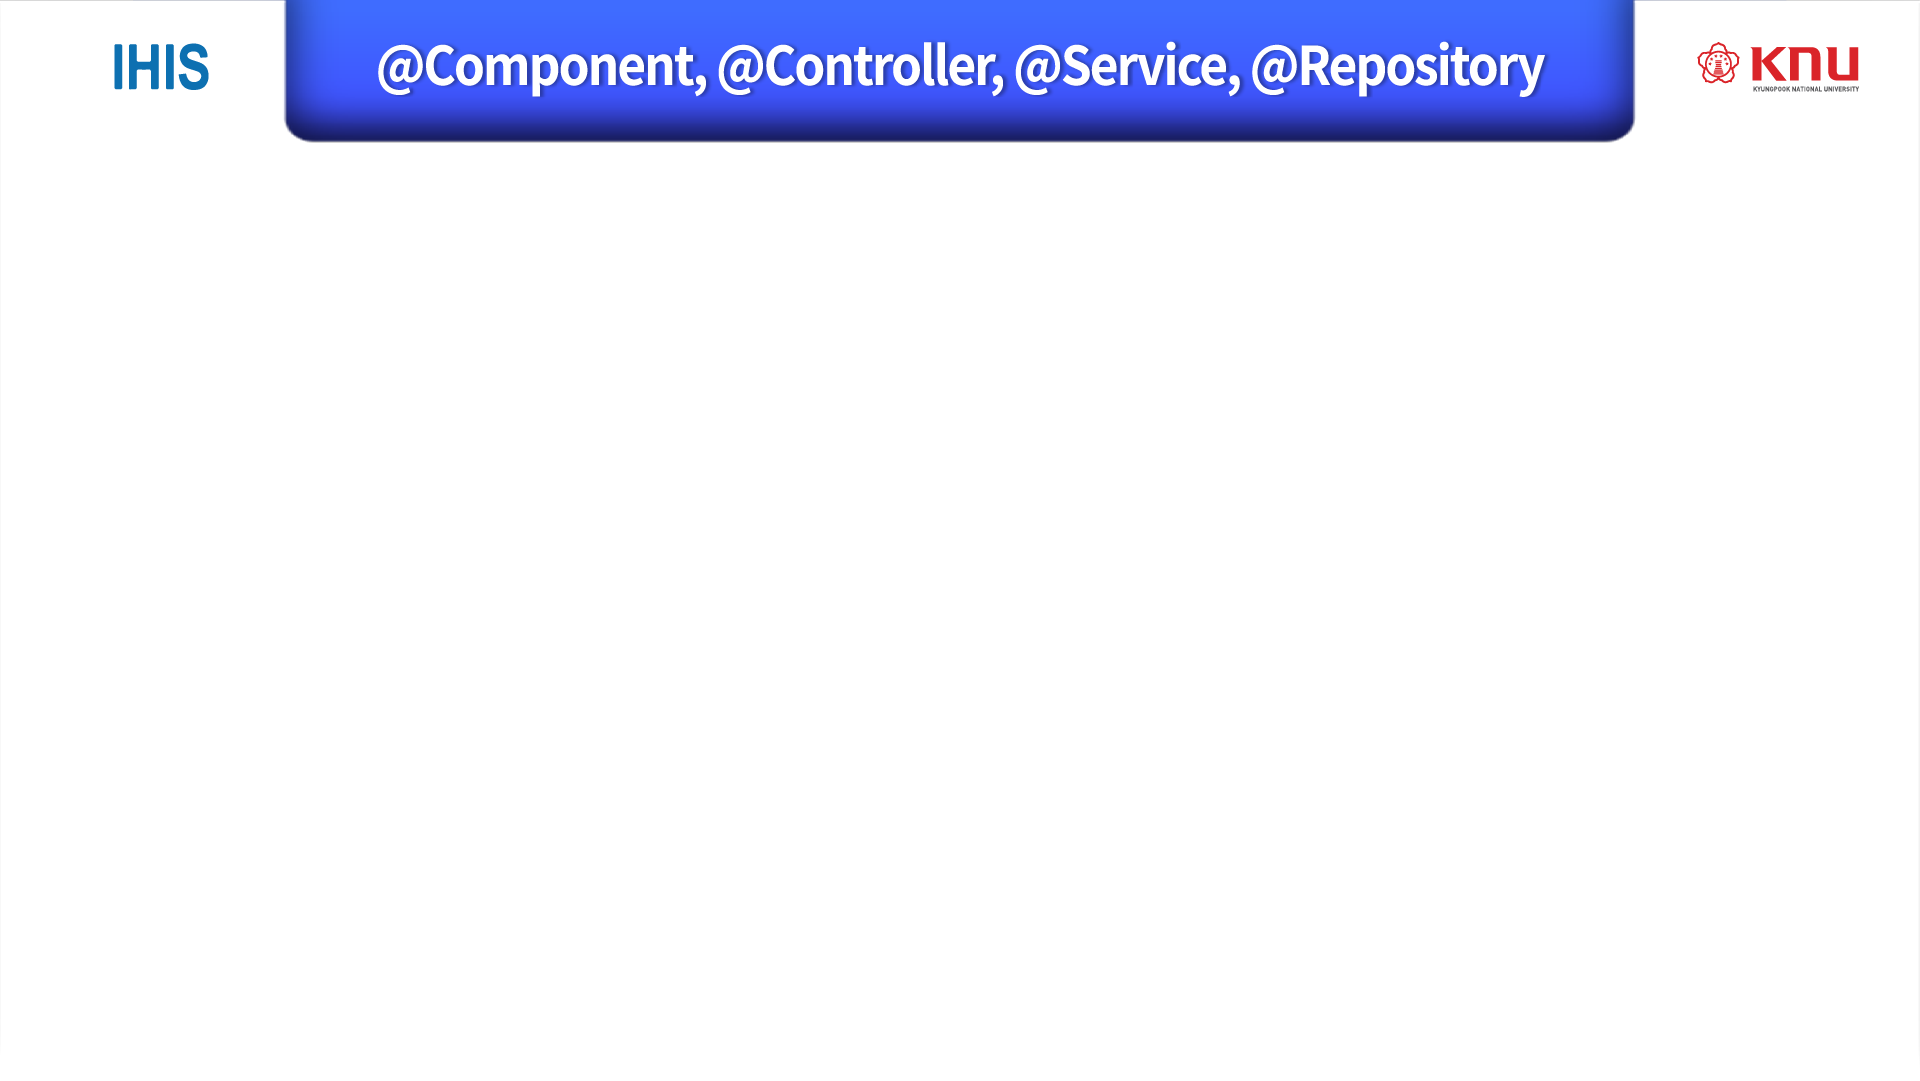 IHIS
@Component, @Controller, @Service, @Repository
KNU
KYUNGPOOK NATIONAL UNIVERSITY